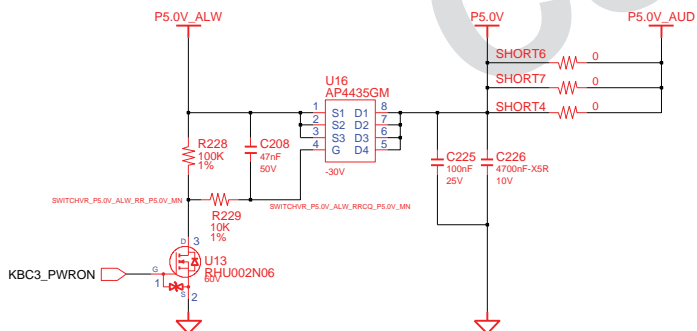 P5.0V_ALW
P5.0V
P5.0V_AUD
SHORT6 0
SHORT7 0
SHORT4 0
U16
AP4435GM
1 S1 D1 8
2 S2 D2 7
3 S3 D3 6
4 G D4 5
-30V
R228
100K
1%
C208
47nF
50V
C225
100nF
25V
C226
4700nF-X5R
10V
SWITCHVR_P5.0V_ALW_RR_P5.0V_MN
R229
10K
1%
SWITCHVR_P5.0V_ALW_RRCQ_P5.0V_MN
D 3
U13
RHU002N06
60V
KBC3_PWRON
G
1
S
2